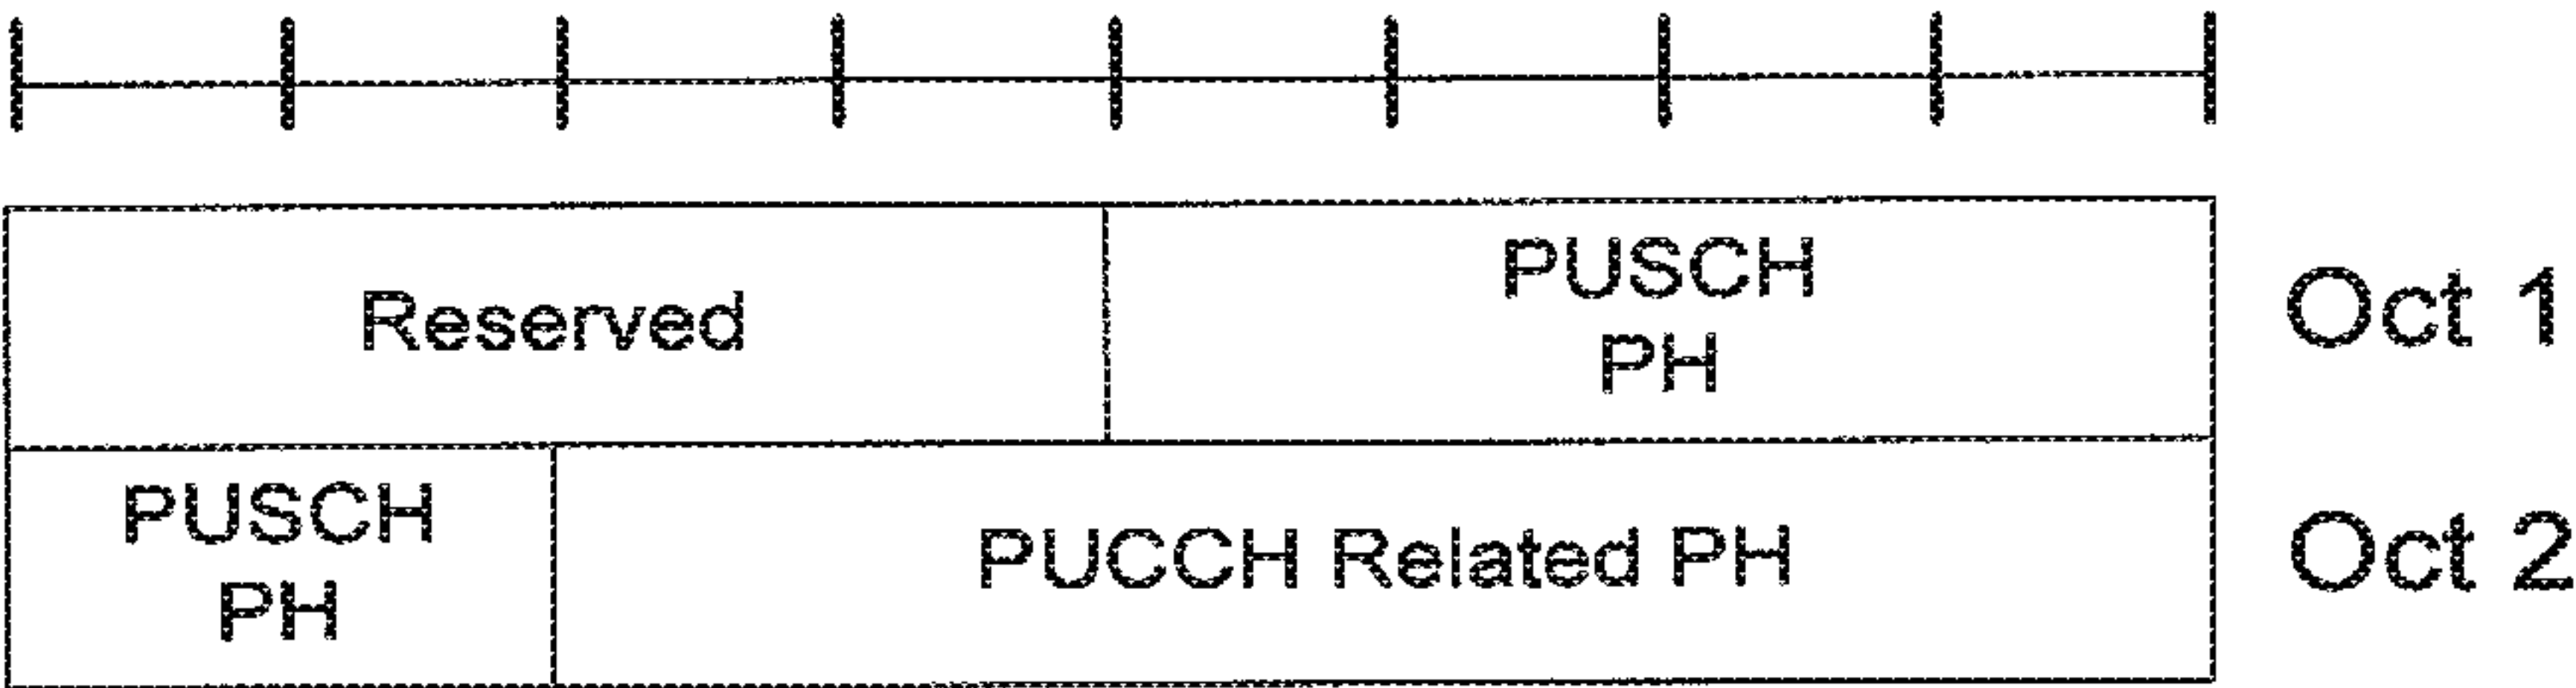 Reserved
PUSCH
PH
Oct 1
PUSCH
PH
PUCCH Related PH
Oct 2